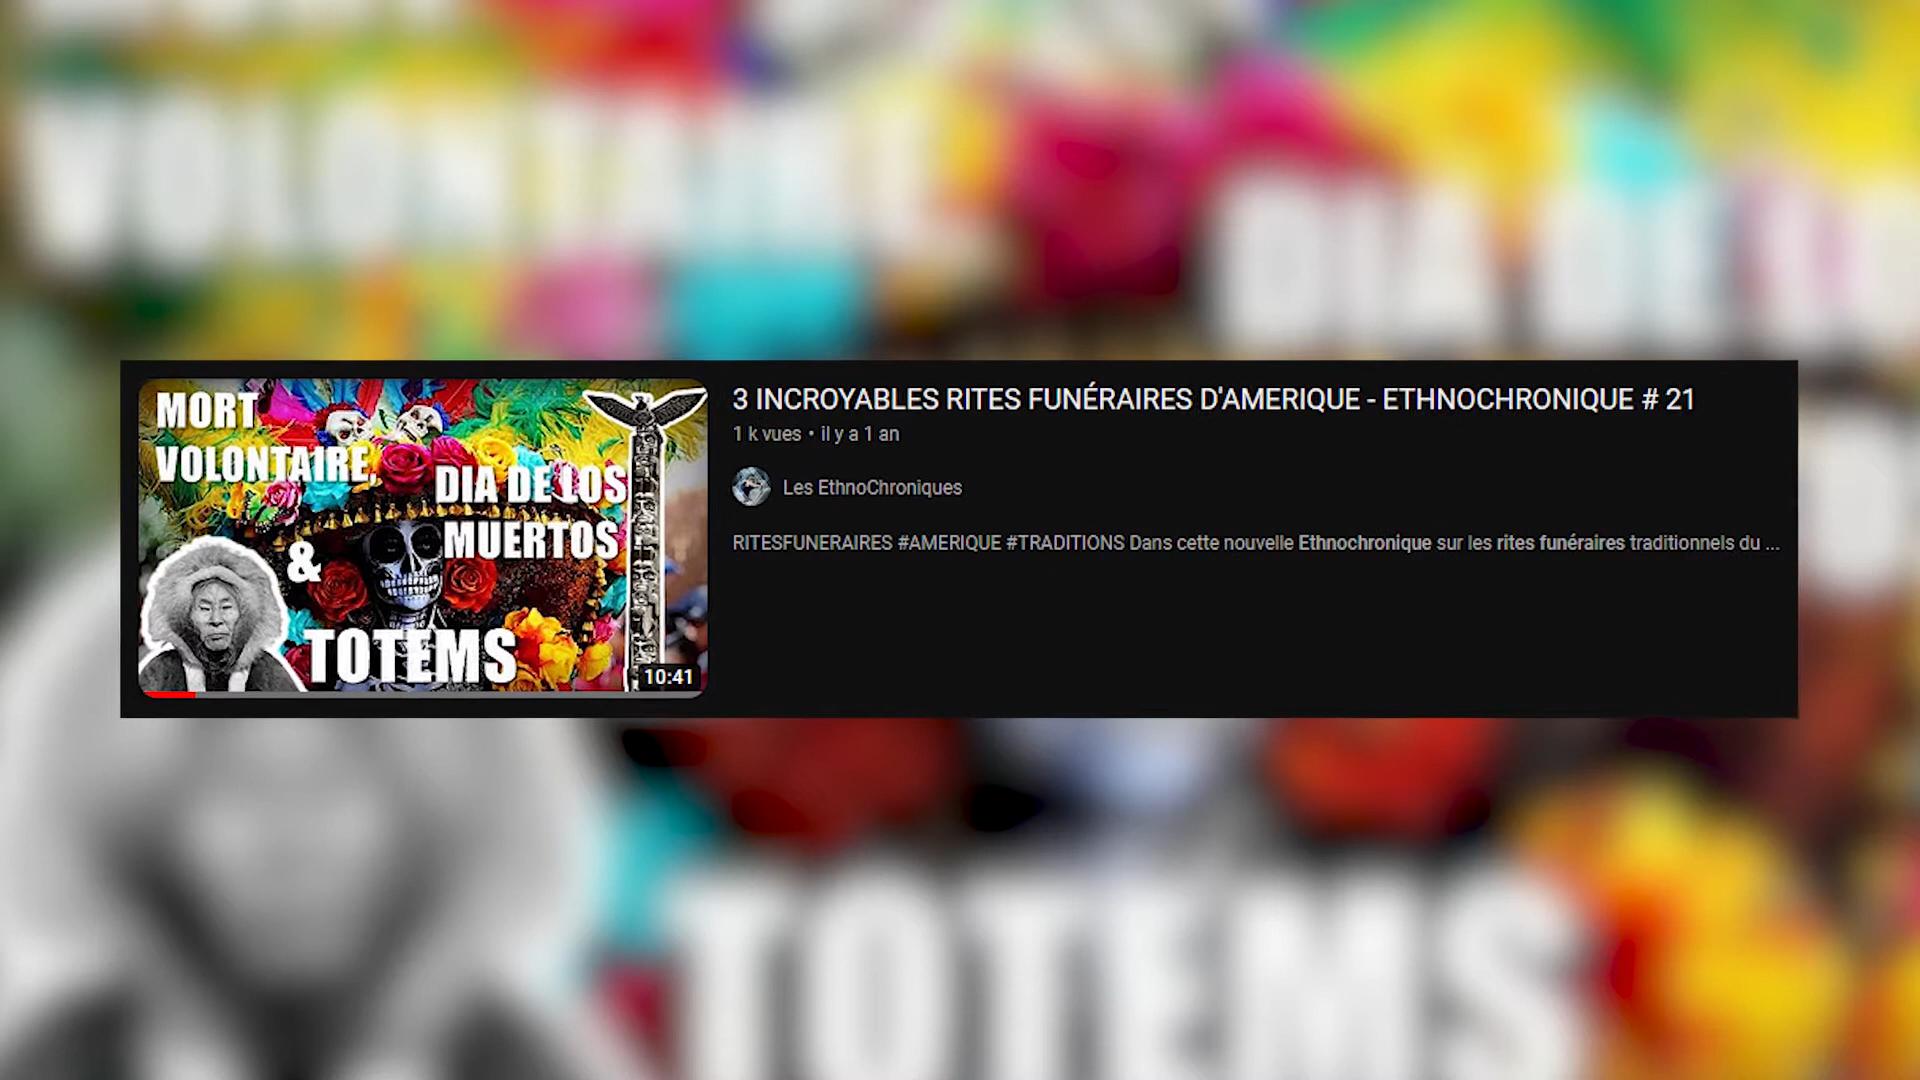 MORT
VOLONTAIRE,
DIA DE LOS
MUERTOS
&
TOTEMS
10:41
3 INCROYABLES RITES FUNÉRAIRES D'AMERIQUE - ETHNOCHRONIQUE # 21
1 k vues • il y a 1 an
Les EthnoChroniques
RITESFUNERAIRES #AMERIQUE #TRADITIONS Dans cette nouvelle Ethnochronique sur les rites funéraires traditionnels du ...